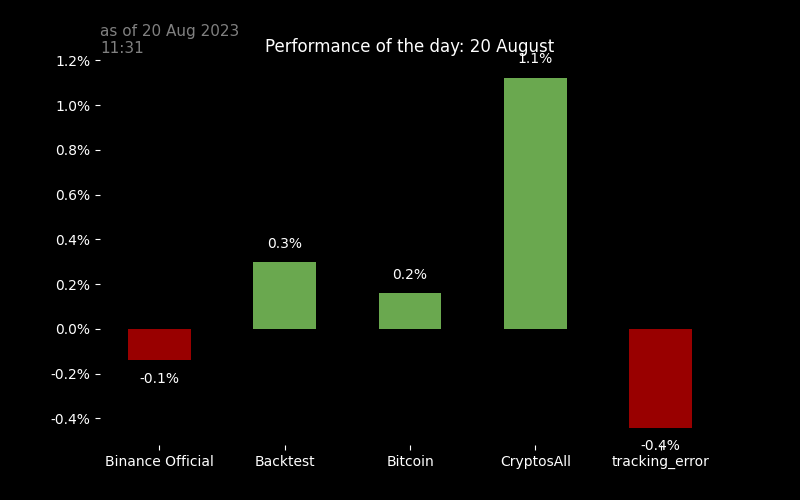 as of 20 Aug 2023
11:31
Performance of the day: 20 August
1.2%
1.0%
0.8%
0.6%
0.4%
0.2%
0.0%
-0.2%
-0.4%
-0.1%
0.3%
0.2%
1.1%
-0.4%
Binance Official
Backtest
Bitcoin
CryptosAll
tracking_error